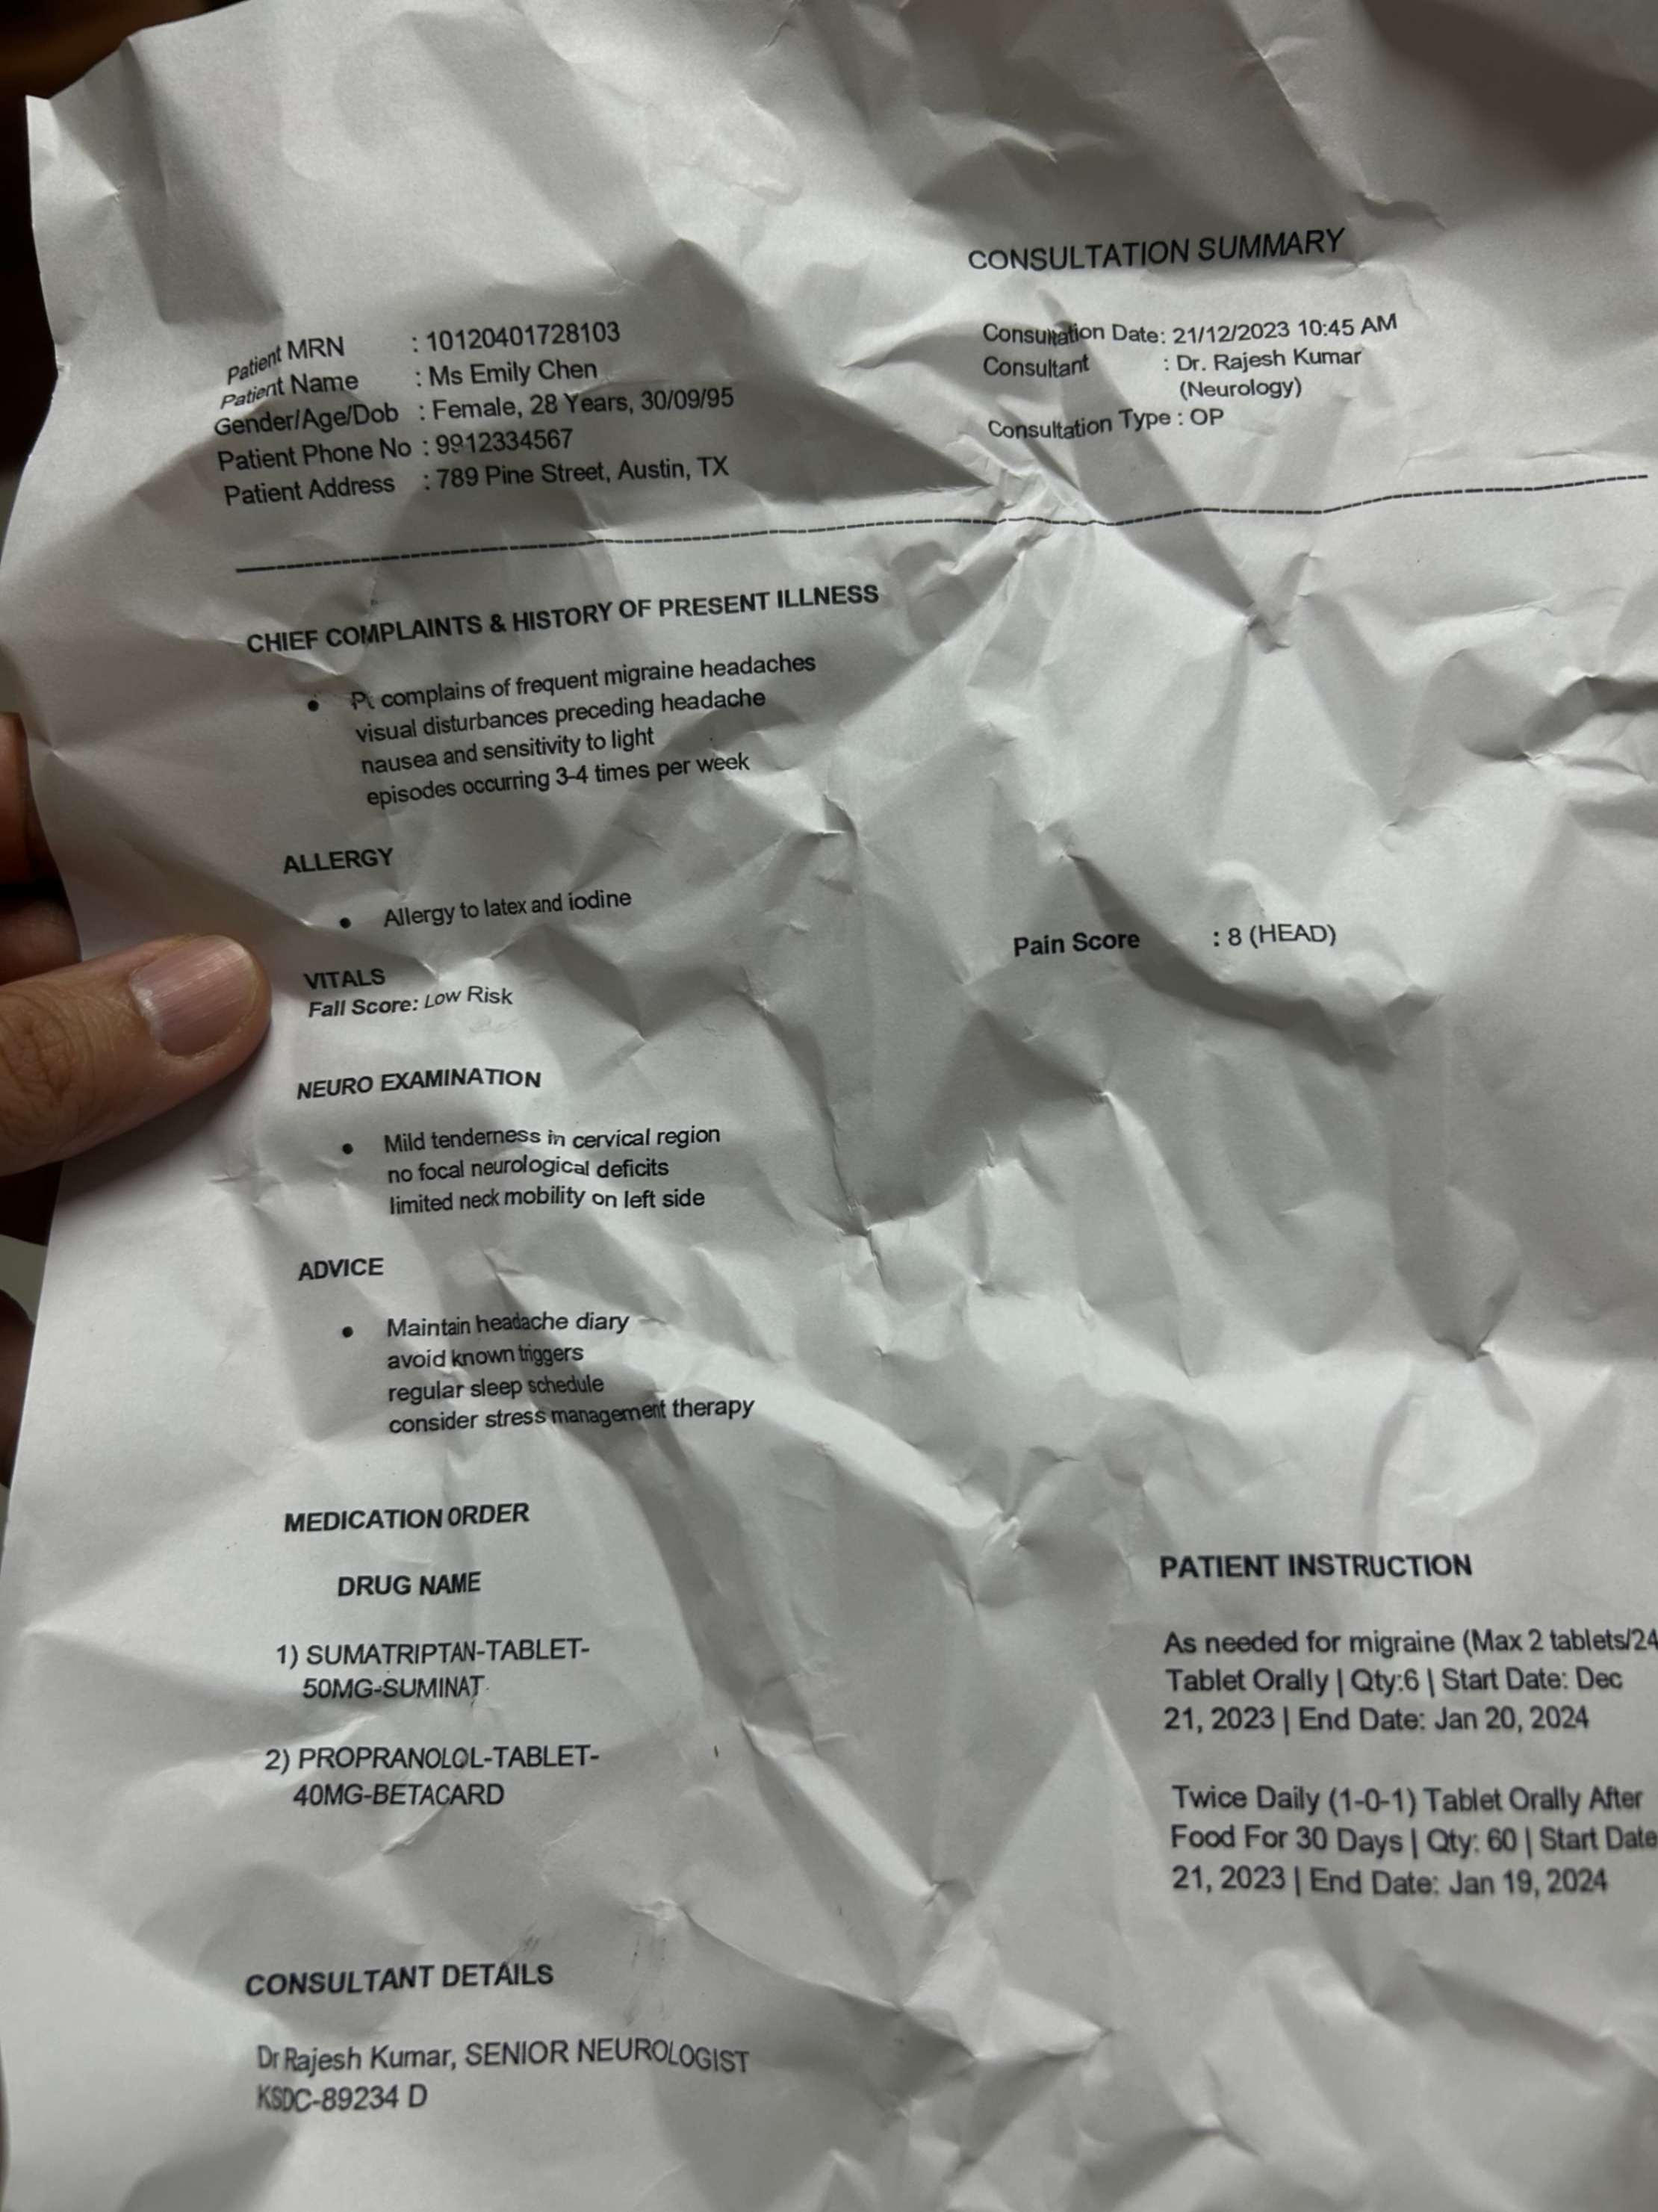 CONSULTATION SUMMARY
Patient MRN : 10120401728103
Patient Name : Ms Emily Chen
Gender/Age/Dob : Female, 28 Years, 30/09/95
Patient Phone No : 9912334567
Patient Address : 789 Pine Street, Austin, TX
Consultation Date: 21/12/2023 10:45 AM
Consultant : Dr. Rajesh Kumar
(Neurology)
Consultation Type : OP
CHIEF COMPLAINTS & HISTORY OF PRESENT ILLNESS
• Pt complains of frequent migraine headaches
visual disturbances preceding headache
nausea and sensitivity to light
episodes occurring 3-4 times per week
ALLERGY
• Allergy to latex and iodine
VITALS
Fall Score: Low Risk
Pain Score : 8 (HEAD)
NEURO EXAMINATION
• Mild tenderness in cervical region
no focal neurological deficits
limited neck mobility on left side
ADVICE
• Maintain headache diary
avoid known triggers
regular sleep schedule
consider stress management therapy
MEDICATION ORDER
DRUG NAME
PATIENT INSTRUCTION
1) SUMATRIPTAN-TABLET-
50MG-SUMINAT
As needed for migraine (Max 2 tablets/24
Tablet Orally | Qty:6 | Start Date: Dec
21, 2023 | End Date: Jan 20, 2024
2) PROPRANOLOL-TABLET-
40MG-BETACARD
Twice Daily (1-0-1) Tablet Orally After
Food For 30 Days | Qty: 60 | Start Date
21, 2023 | End Date: Jan 19, 2024
CONSULTANT DETAILS
Dr Rajesh Kumar, SENIOR NEUROLOGIST
KSDC-89234 D